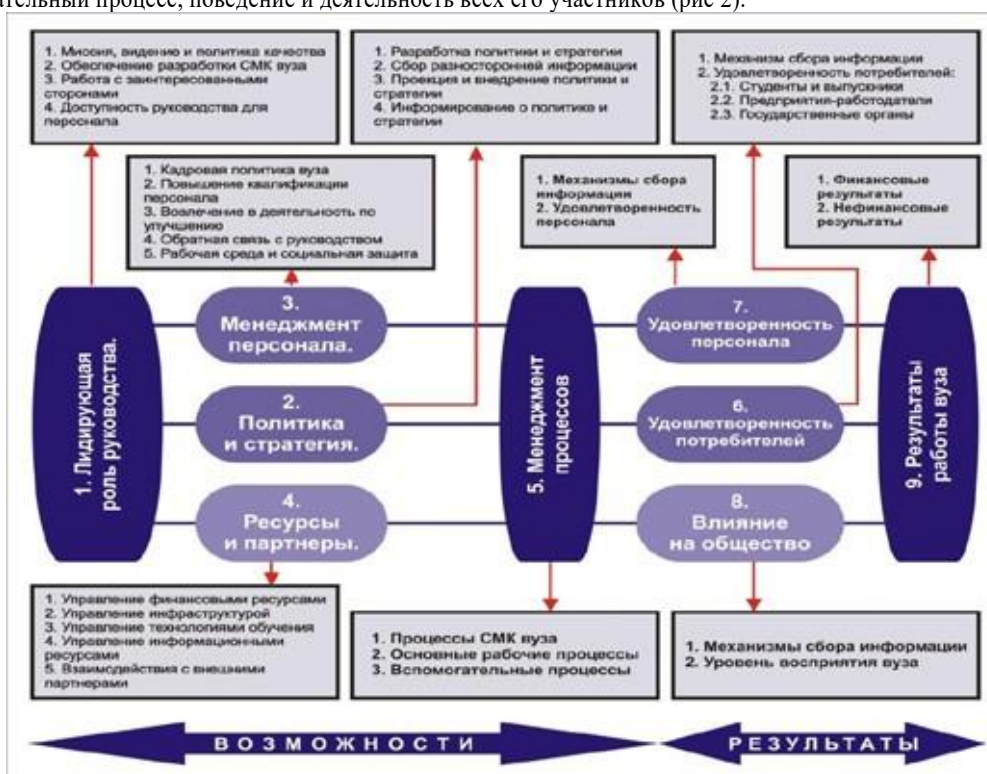 ательный процесс, поведение и деятельность всех его участников (рис 2).
1. Миссия, видение и политика качества
2. Обеспечение разработки СМК вуза
3. Работа с заинтересованными
сторонами
4. Доступность руководства для
персонала
1. Разработка политики и стратегии
2. Сбор разносторонней информации
3. Проекция и внедрение политики и
стратегии
4. Информирование о политике и
стратегии
1. Механизм сбора информации
2. Удовлетворенность потребителей:
2.1. Студенты и выпускники
2.2. Предприятия-работодатели
2.3. Государственные органы
1. Кадровая политика вуза
2. Повышение квалификации
персонала
3. Вовлечение в деятельность по
улучшению
4. Обратная связь с руководством
5. Рабочая среда и социальная защита
1. Механизмы сбора
информации
2. Удовлетворенность
персонала
1. Финансовые
результаты
2. Нефинансовые
результаты
1. Лидирующая
роль руководства.
3.
Менеджмент
персонала.
2.
Политика
и стратегия.
4.
Ресурсы
и партнеры.
5. Менеджмент
процессов
7.
Удовлетворенность
персонала
6.
Удовлетворенность
потребителей
8.
Влияние
на общество
9. Результаты
работы вуза
1. Управление финансовыми ресурсами
2. Управление инфраструктурой
3. Управление технологиями обучения
4. Управление информационными
ресурсами
5. Взаимодействия с внешними
партнерами
1. Процессы СМК вуза
2. Основные рабочие процессы
3. Вспомогательные процессы
1. Механизмы сбора информации
2. Уровень восприятия вуза
ВОЗМОЖНОСТИ
РЕЗУЛЬТАТЫ